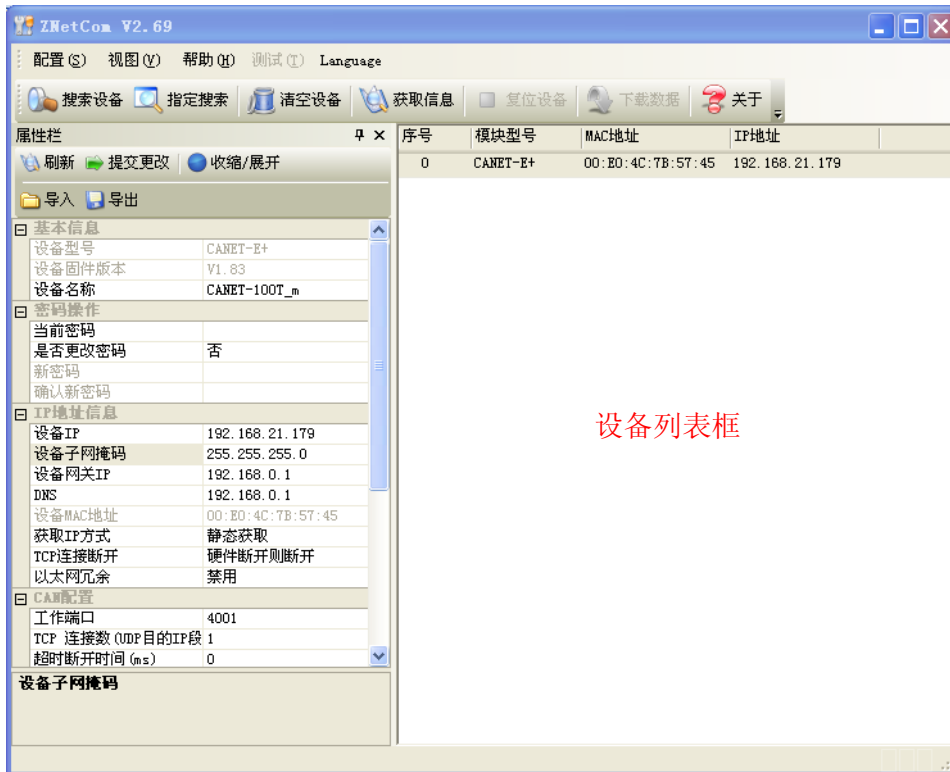 ZNetCom V2.69
配置(S) 视图(V) 帮助(H) 测试(T) Language
搜索设备 指定搜索 清空设备 获取信息 复位设备 下载数据 关于
属性栏
刷新 提交更改 收缩/展开
导入 导出
基本信息
设备型号 CANET-E+
设备固件版本 V1.83
设备名称 CANET-100T_m
密码操作
当前密码
是否更改密码 否
新密码
确认新密码
IP地址信息
设备IP 192.168.21.179
设备子网掩码 255.255.255.0
设备网关IP 192.168.0.1
DNS 192.168.0.1
设备MAC地址 00:E0:4C:7B:57:45
获取IP方式 静态获取
TCP连接断开 硬件断开则断开
以太网冗余 禁用
CAN配置
工作端口 4001
TCP 连接数(UDP目的IP段 1
超时断开时间(ms) 0
设备子网掩码
序号 模块型号 MAC地址 IP地址
0 CANET-E+ 00:E0:4C:7B:57:45 192.168.21.179
设备列表框